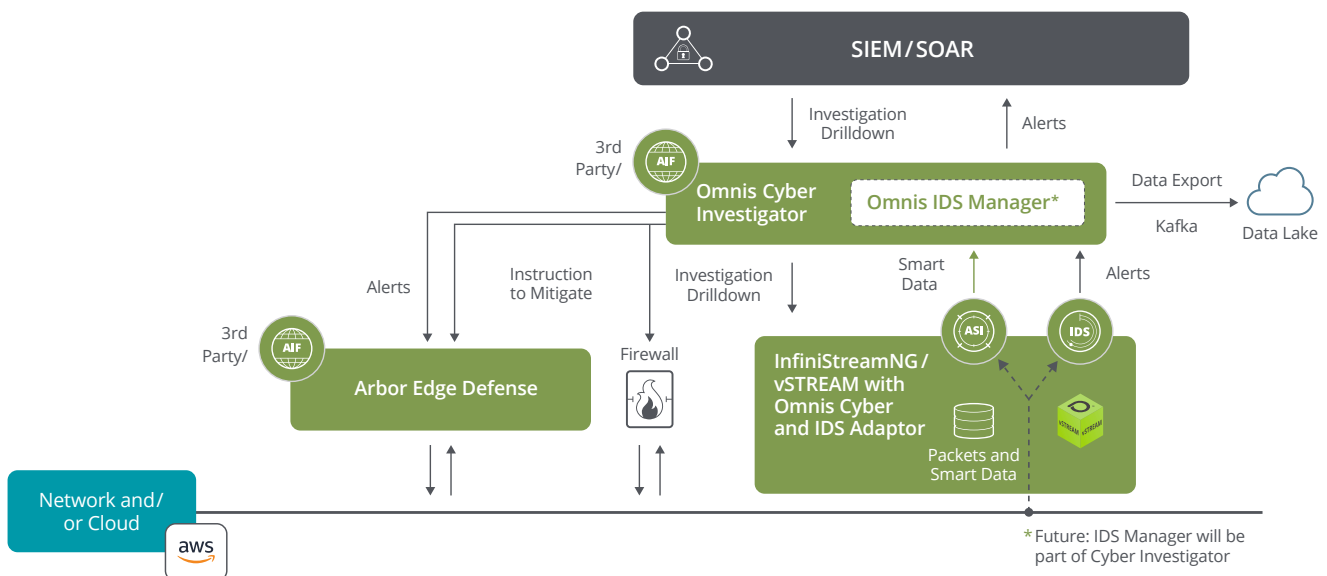 SIEM/SOAR
Investigation
Drilldown
Alerts
3rd
Party/
AIF
Omnis Cyber
Investigator
Omnis IDS Manager*
Data Export
Kafka
Data Lake
Alerts
Instruction
to Mitigate
Investigation
Drilldown
Smart
Data
Alerts
3rd
Party/
AIF
Arbor Edge Defense
Firewall
ASI
IDS
InfiniStreamNG/
vSTREAM with
Omnis Cyber
and IDS Adaptor
Packets and
Smart Data
vSTREAM
vSTREAM
Network and/
or Cloud
aws
* Future: IDS Manager will be
part of Cyber Investigator